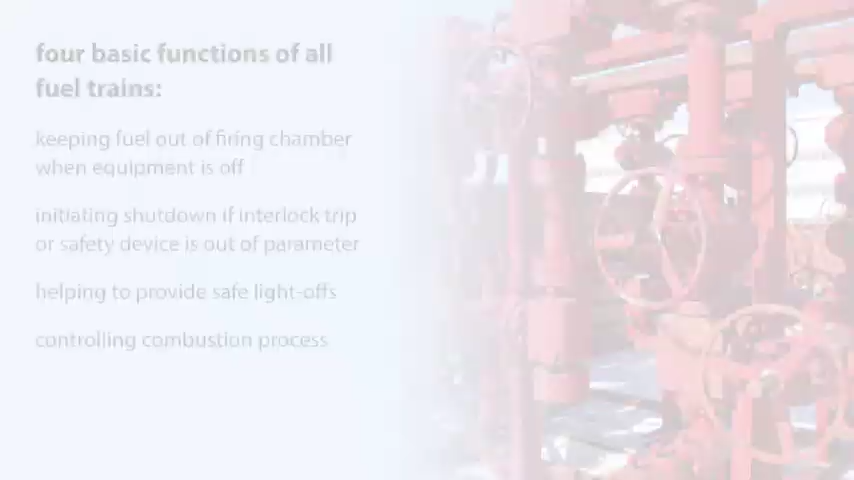 four basic functions of all
fuel trains:
keeping fuel out of firing chamber
when equipment is off
initiating shutdown if interlock trip
or safety device is out of parameter
helping to provide safe light-offs
controlling combustion process